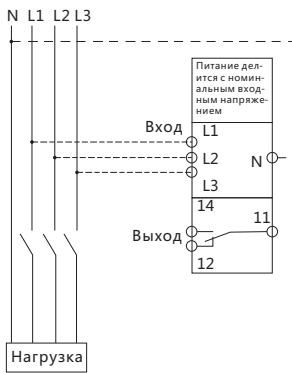 N L1 L2 L3
Питание дел-
ится с номин-
альным вход-
ным напряже-
нием
Вход
L1
L2
N
L3
14
11
Выход
12
Нагрузка